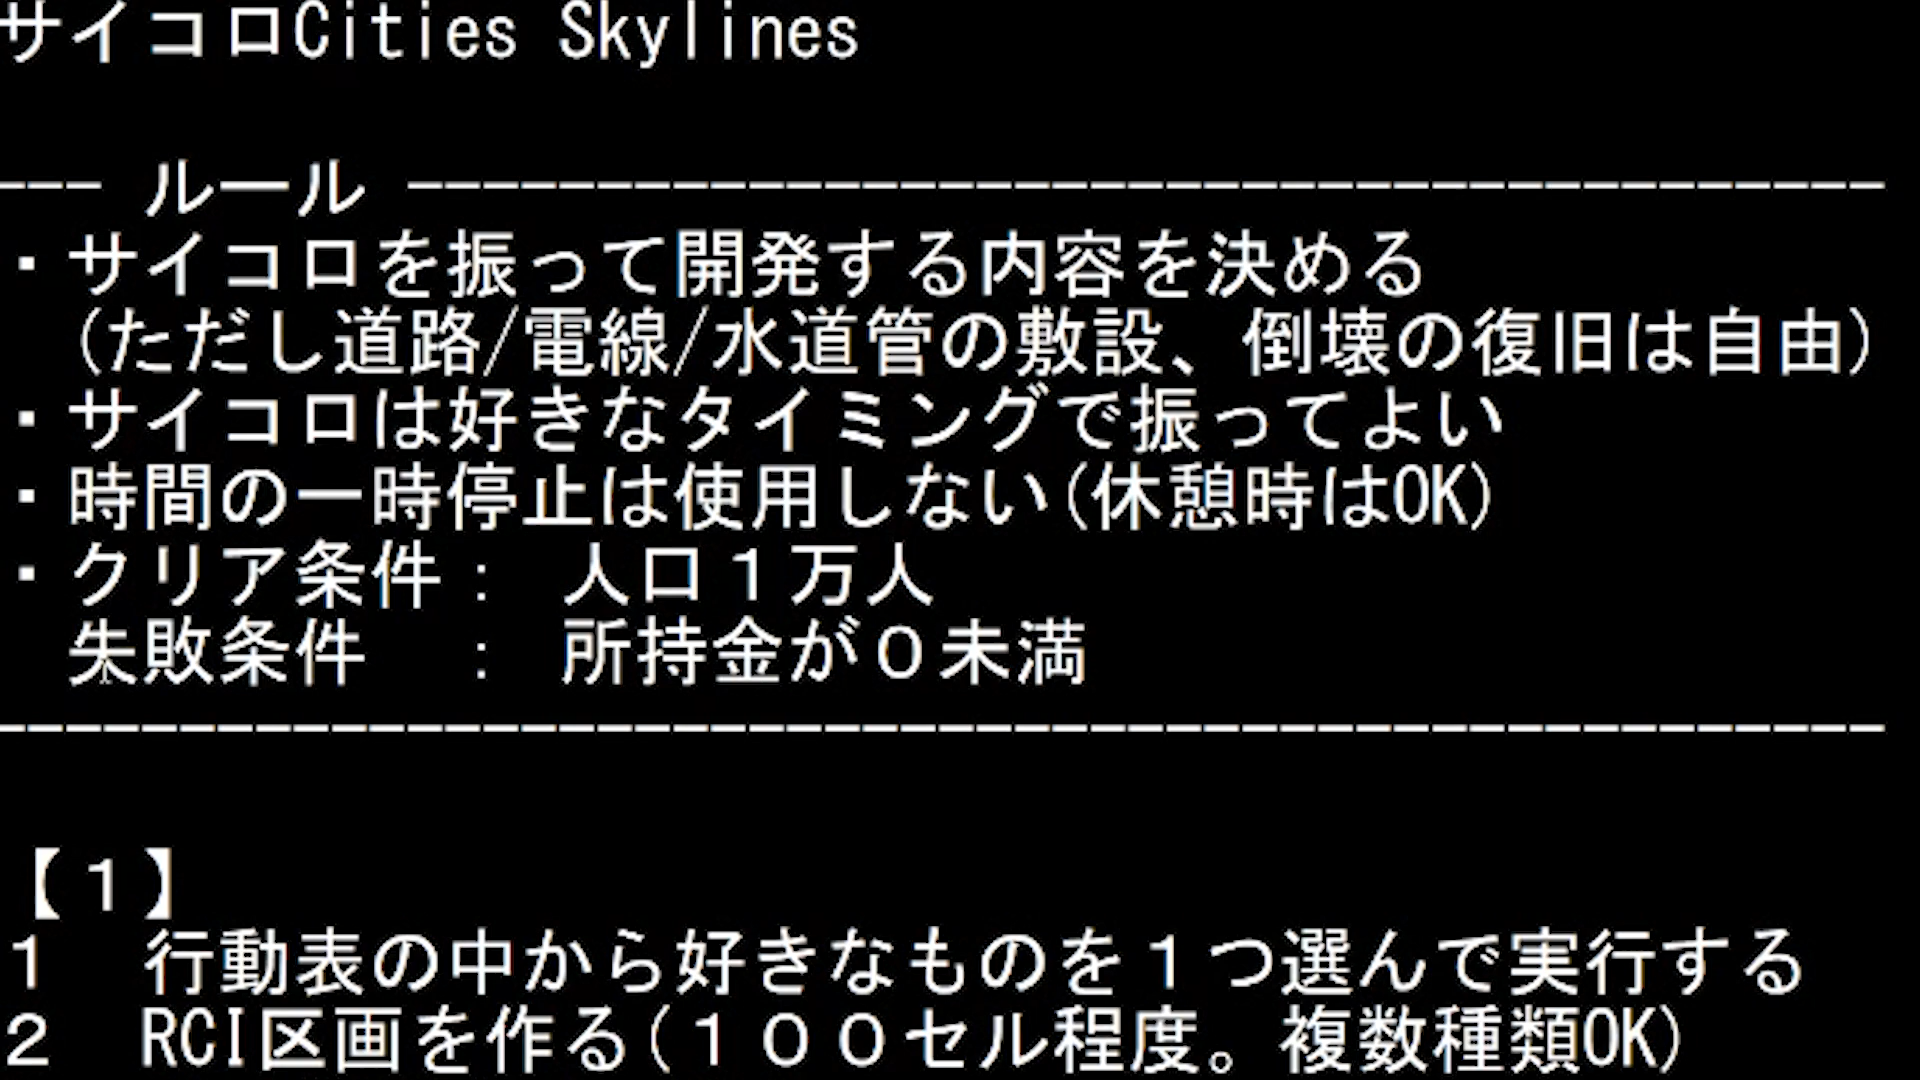 サイコロCities Skylines
--- ルール ---------------------------------------
・サイコロを振って開発する内容を決める
(ただし道路/電線/水道管の敷設、倒壊の復旧は自由)
・サイコロは好きなタイミングで振ってよい
・時間の一時停止は使用しない(休憩時はOK)
・クリア条件： 人口１万人
失敗条件　： 所持金が０未満
--------------------------------------------------
【１】
1　行動表の中から好きなものを１つ選んで実行する
2　RCI区画を作る(１００セル程度。複数種類OK)